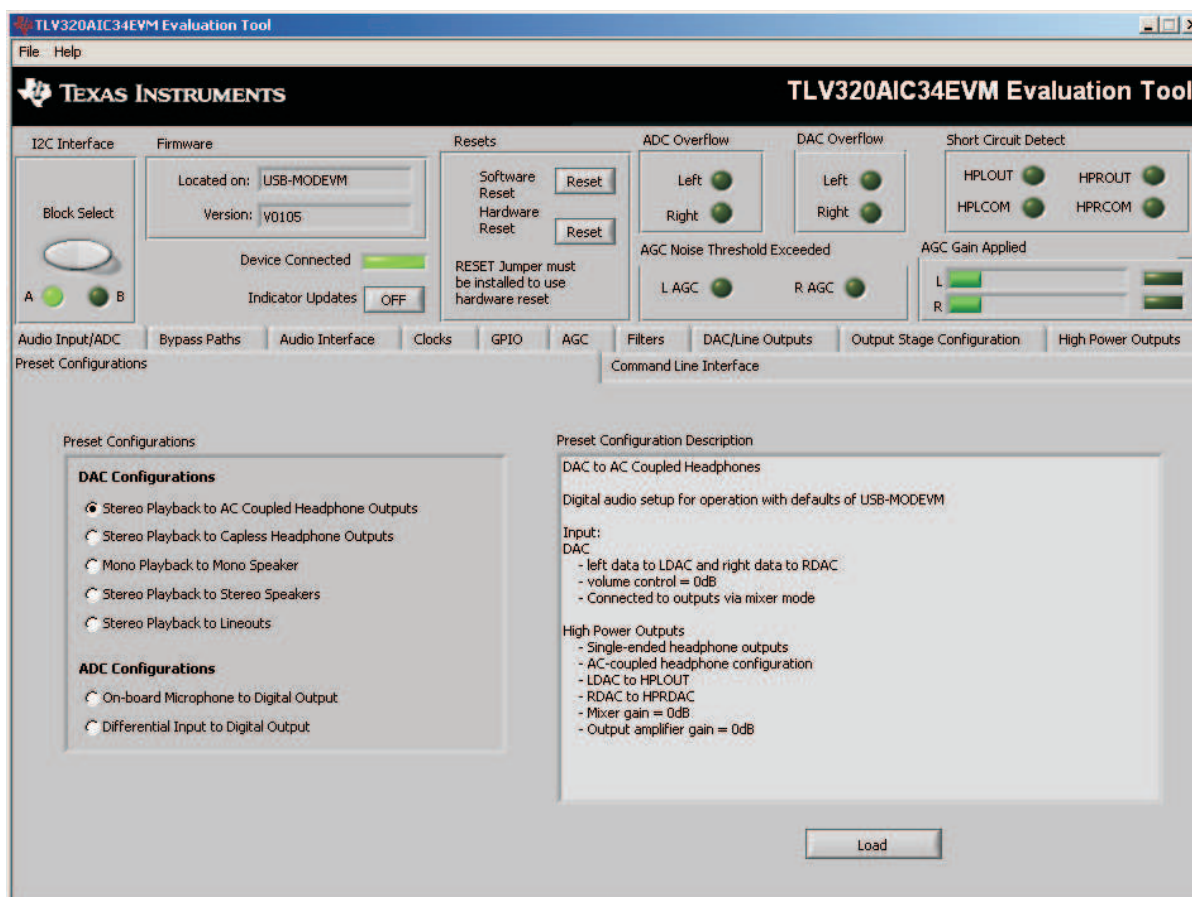 TLV320AIC34EVM Evaluation Tool
File Help
TEXAS INSTRUMENTS
TLV320AIC34EVM Evaluation Tool
I2C Interface
Block Select
A B
Firmware
Located on: USB-MODEVM
Version: V0105
Device Connected
Indicator Updates OFF
Resets
Software Reset Reset
Hardware Reset Reset
RESET Jumper must
be installed to use
hardware reset
ADC Overflow
Left
Right
DAC Overflow
Left
Right
Short Circuit Detect
HPLOUT HPROUT
HPLCOM HPRCOM
AGC Noise Threshold Exceeded
L AGC R AGC
AGC Gain Applied
L
R
Audio Input/ADC Bypass Paths Audio Interface Clocks GPIO AGC Filters DAC/Line Outputs Output Stage Configuration High Power Outputs
Preset Configurations Command Line Interface
Preset Configurations
DAC Configurations
Stereo Playback to AC Coupled Headphone Outputs
Stereo Playback to Capless Headphone Outputs
Mono Playback to Mono Speaker
Stereo Playback to Stereo Speakers
Stereo Playback to Lineouts
ADC Configurations
On-board Microphone to Digital Output
Differential Input to Digital Output
Preset Configuration Description
DAC to AC Coupled Headphones
Digital audio setup for operation with defaults of USB-MODEVM
Input:
DAC
- left data to LDAC and right data to RDAC
- volume control = 0dB
- Connected to outputs via mixer mode
High Power Outputs
- Single-ended headphone outputs
- AC-coupled headphone configuration
- LDAC to HPLOUT
- RDAC to HPRDAC
- Mixer gain = 0dB
- Output amplifier gain = 0dB
Load